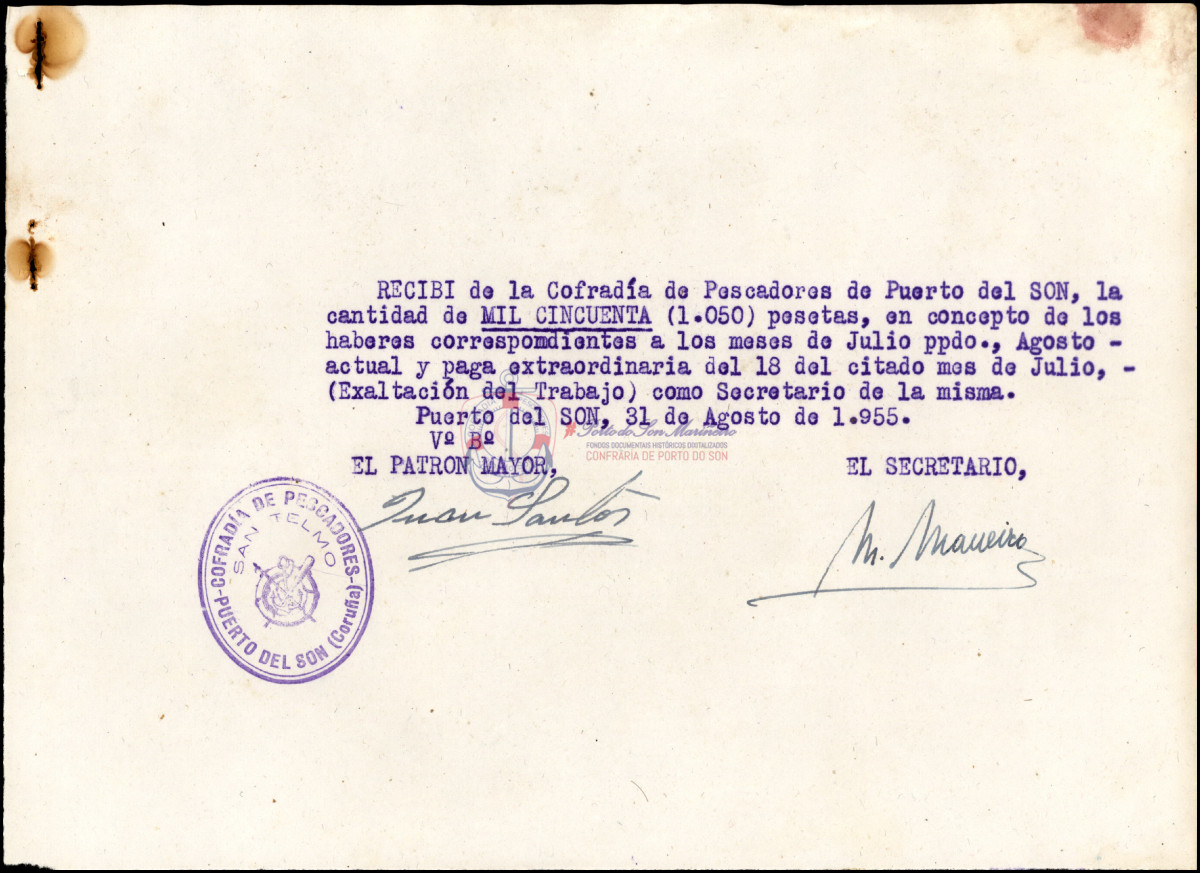 RECIBI de la Cofradía de Pescadores de Puerto del SON, la
cantidad de MIL CINCUENTA (1.050) pesetas, en concepto de los
haberes correspomdientes a los meses de Julio ppdo., Agosto -
actual y paga extraordinaria del 18 del citado mes de Julio, -
(Exaltación del Trabajo) como Secretario de la misma.
Puerto del SON, 31 de Agosto de 1.955.
Vº Bº
EL PATRON MAYOR,
EL SECRETARIO,
#Porto do Son Mariñeiro
FONDOS DOCUMENTAIS HISTÓRICOS DIXITALIZADOS
CONFRARÍA DE PORTO DO SON
Juan Santos
M. Maneiro
-COFRADÍA DE PESCADORES-
SAN TELMO
PUERTO DEL SON (Coruña)